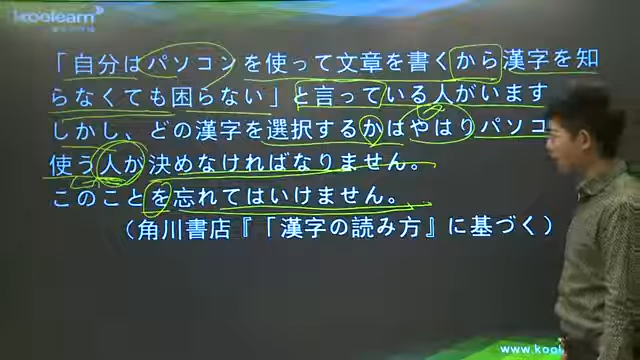 koolearn
「自分はパソコンを使って文章を書くから漢字を知
らなくても困らない」と言っている人がいます
しかし、どの漢字を選択するかはやはりパソコ
使う人が決めなければなりません。
このことを忘れてはいけません。
（角川書店『「漢字の読み方』に基づく）
www.kool